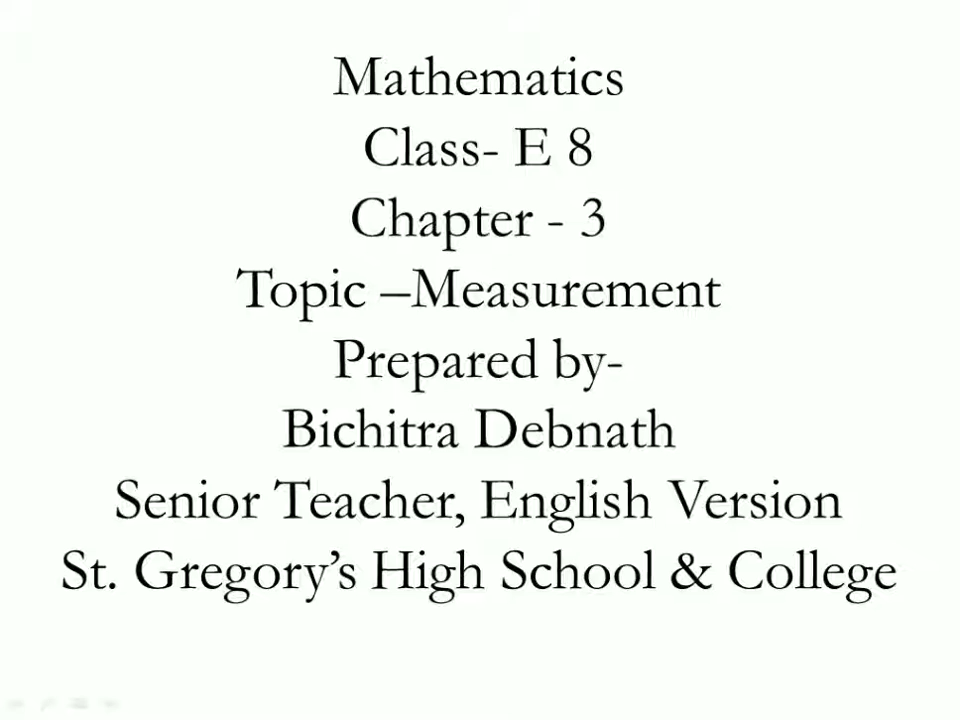 Mathematics
Class- E 8
Chapter - 3
Topic –Measurement
Prepared by-
Bichitra Debnath
Senior Teacher, English Version
St. Gregory’s High School & College